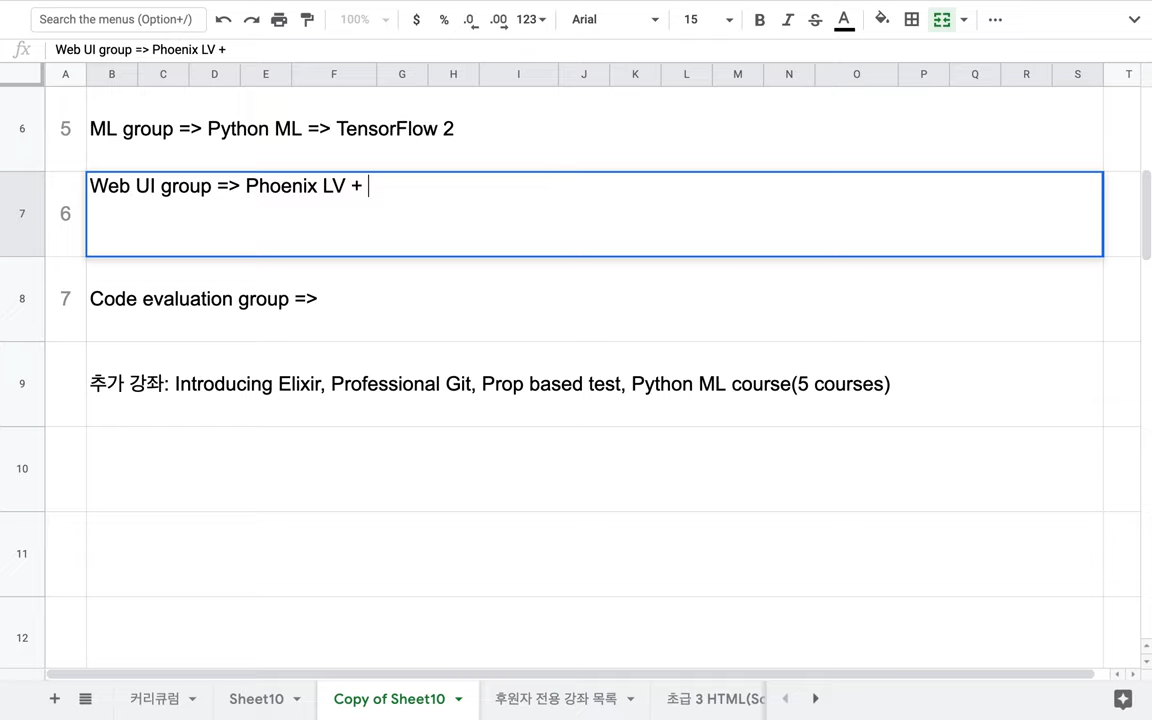 Search the menus (Option+/) 100% $ % .0 .00 123 Arial 15 B I S A
fx Web UI group => Phoenix LV +
A B C D E F G H I J K L M N O P Q R S T
6 5 ML group => Python ML => TensorFlow 2
7 6 Web UI group => Phoenix LV +
8 7 Code evaluation group =>
9 추가 강좌: Introducing Elixir, Professional Git, Prop based test, Python ML course(5 courses)
10
11
12
커리큐럼 Sheet10 Copy of Sheet10 후원자 전용 강좌 목록 초급 3 HTML(Sc